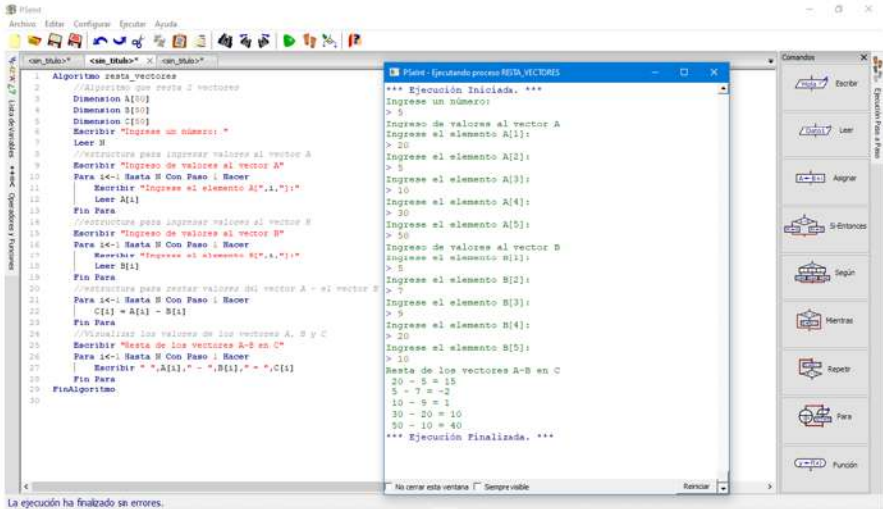 PSeInt
Archivo Editar Configurar Ejecutar Ayuda
<sin_titulo>* <sin_titulo>* X <sin_titulo>*
Lista de Variables
Operadores y Funciones
1 Algoritmo resta_vectores
2 //Algoritmo que resta 2 vectores
3 Dimension A[50]
4 Dimension B[50]
5 Dimension C[50]
6 Escribir "Ingrese un número: "
7 Leer N
8 //estructura para ingresar valores al vector A
9 Escribir "Ingreso de valores al vector A"
10 Para i<-1 Hasta N Con Paso 1 Hacer
11 Escribir "Ingrese el elemento A[",i,"]:"
12 Leer A[i]
13 Fin Para
14 //estructura para ingresar valores al vector B
15 Escribir "Ingreso de valores al vector B"
16 Para i<-1 Hasta N Con Paso 1 Hacer
17 Escribir "Ingrese el elemento B[",i,"]:"
18 Leer B[i]
19 Fin Para
20 //estructura para restar valores del vector A - el vector B
21 Para i<-1 Hasta N Con Paso 1 Hacer
22 C[i] = A[i] - B[i]
23 Fin Para
24 //Visualizar los valores de los vectores A, B y C
25 Escribir "Resta de los vectores A-B en C"
26 Para i<-1 Hasta N Con Paso 1 Hacer
27 Escribir " ",A[i]," - ",B[i]," = ",C[i]
28 Fin Para
29 FinAlgoritmo
30
PSeInt - Ejecutando proceso RESTA_VECTORES
*** Ejecución Iniciada. ***
Ingrese un número:
> 5
Ingreso de valores al vector A
Ingrese el elemento A[1]:
> 20
Ingrese el elemento A[2]:
> 5
Ingrese el elemento A[3]:
> 10
Ingrese el elemento A[4]:
> 30
Ingrese el elemento A[5]:
> 50
Ingreso de valores al vector B
Ingrese el elemento B[1]:
> 5
Ingrese el elemento B[2]:
> 7
Ingrese el elemento B[3]:
> 9
Ingrese el elemento B[4]:
> 20
Ingrese el elemento B[5]:
> 10
Resta de los vectores A-B en C
20 - 5 = 15
5 - 7 = -2
10 - 9 = 1
30 - 20 = 10
50 - 10 = 40
*** Ejecución Finalizada. ***
No cerrar esta ventana Siempre visible Reiniciar
Comandos X
Escribir
Leer
Asignar
Si-Entonces
Según
Mientras
Repetir
Para
Función
Ejecución Paso a Paso
La ejecución ha finalizado sin errores.